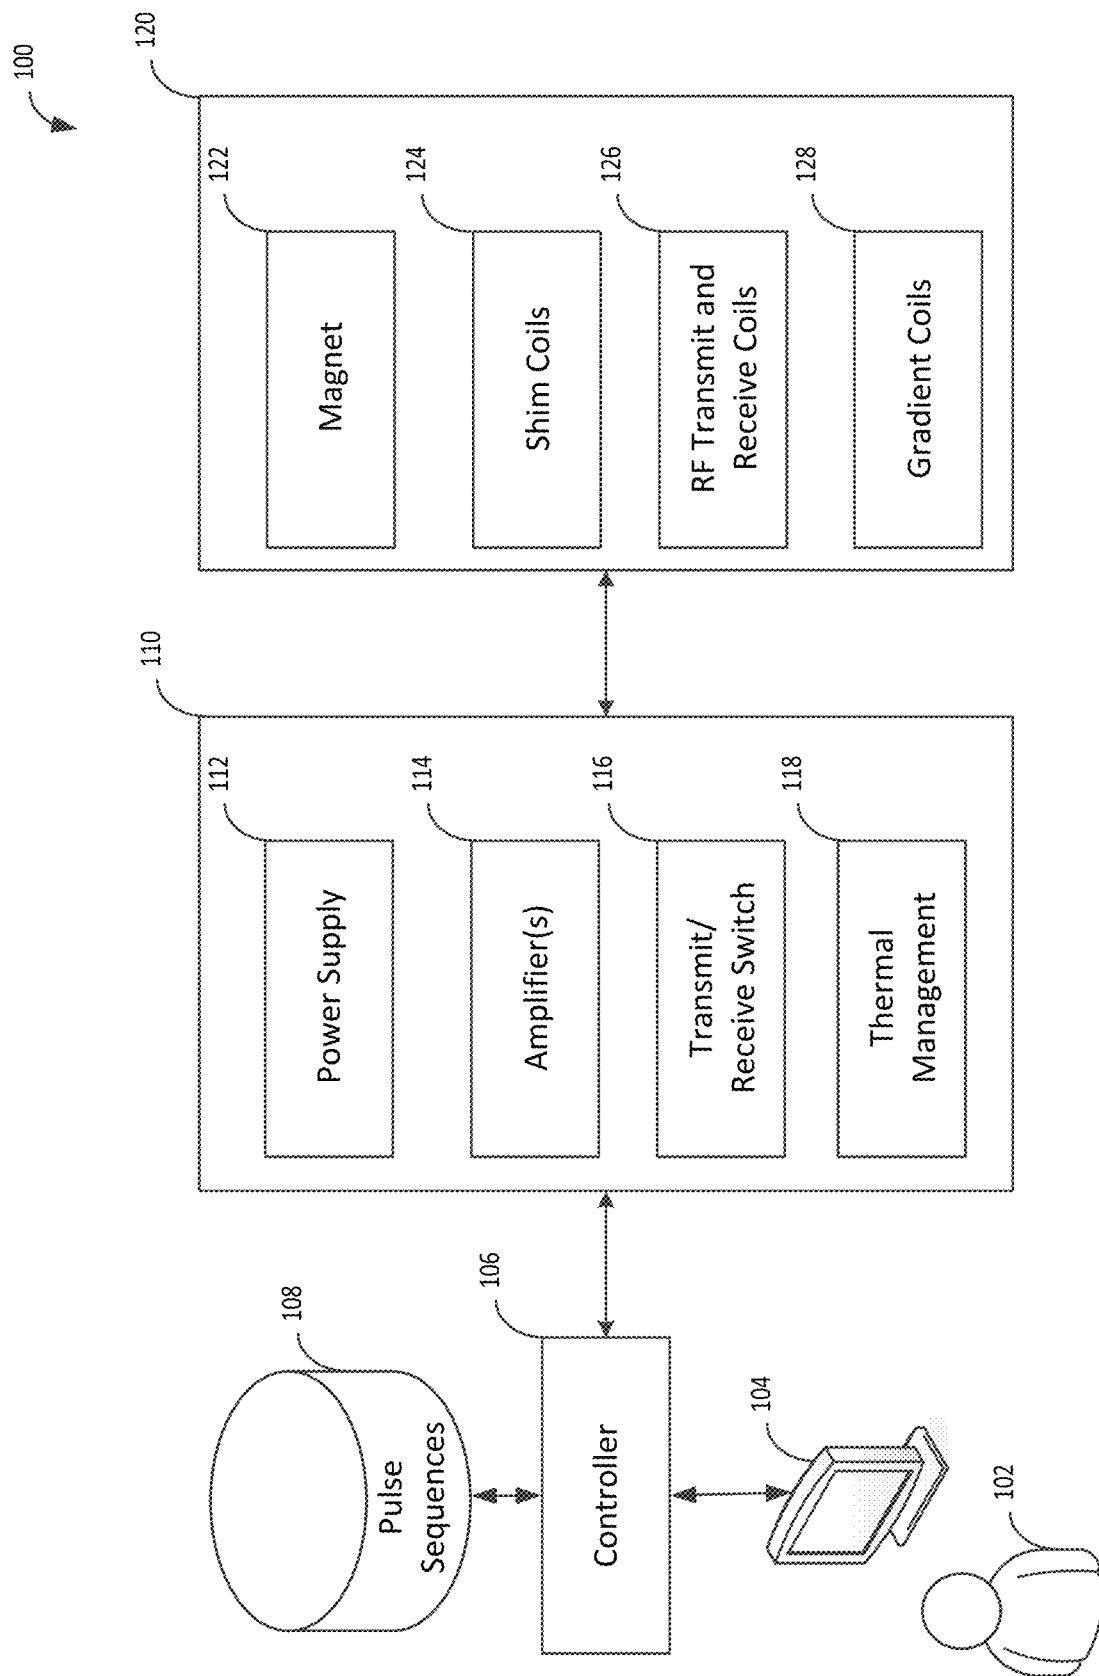 100
108
Pulse
Sequences
106
Controller
104
102
110
112
Power Supply
114
Amplifier(s)
116
Transmit/
Receive Switch
118
Thermal
Management
120
122
Magnet
124
Shim Coils
126
RF Transmit and
Receive Coils
128
Gradient Coils